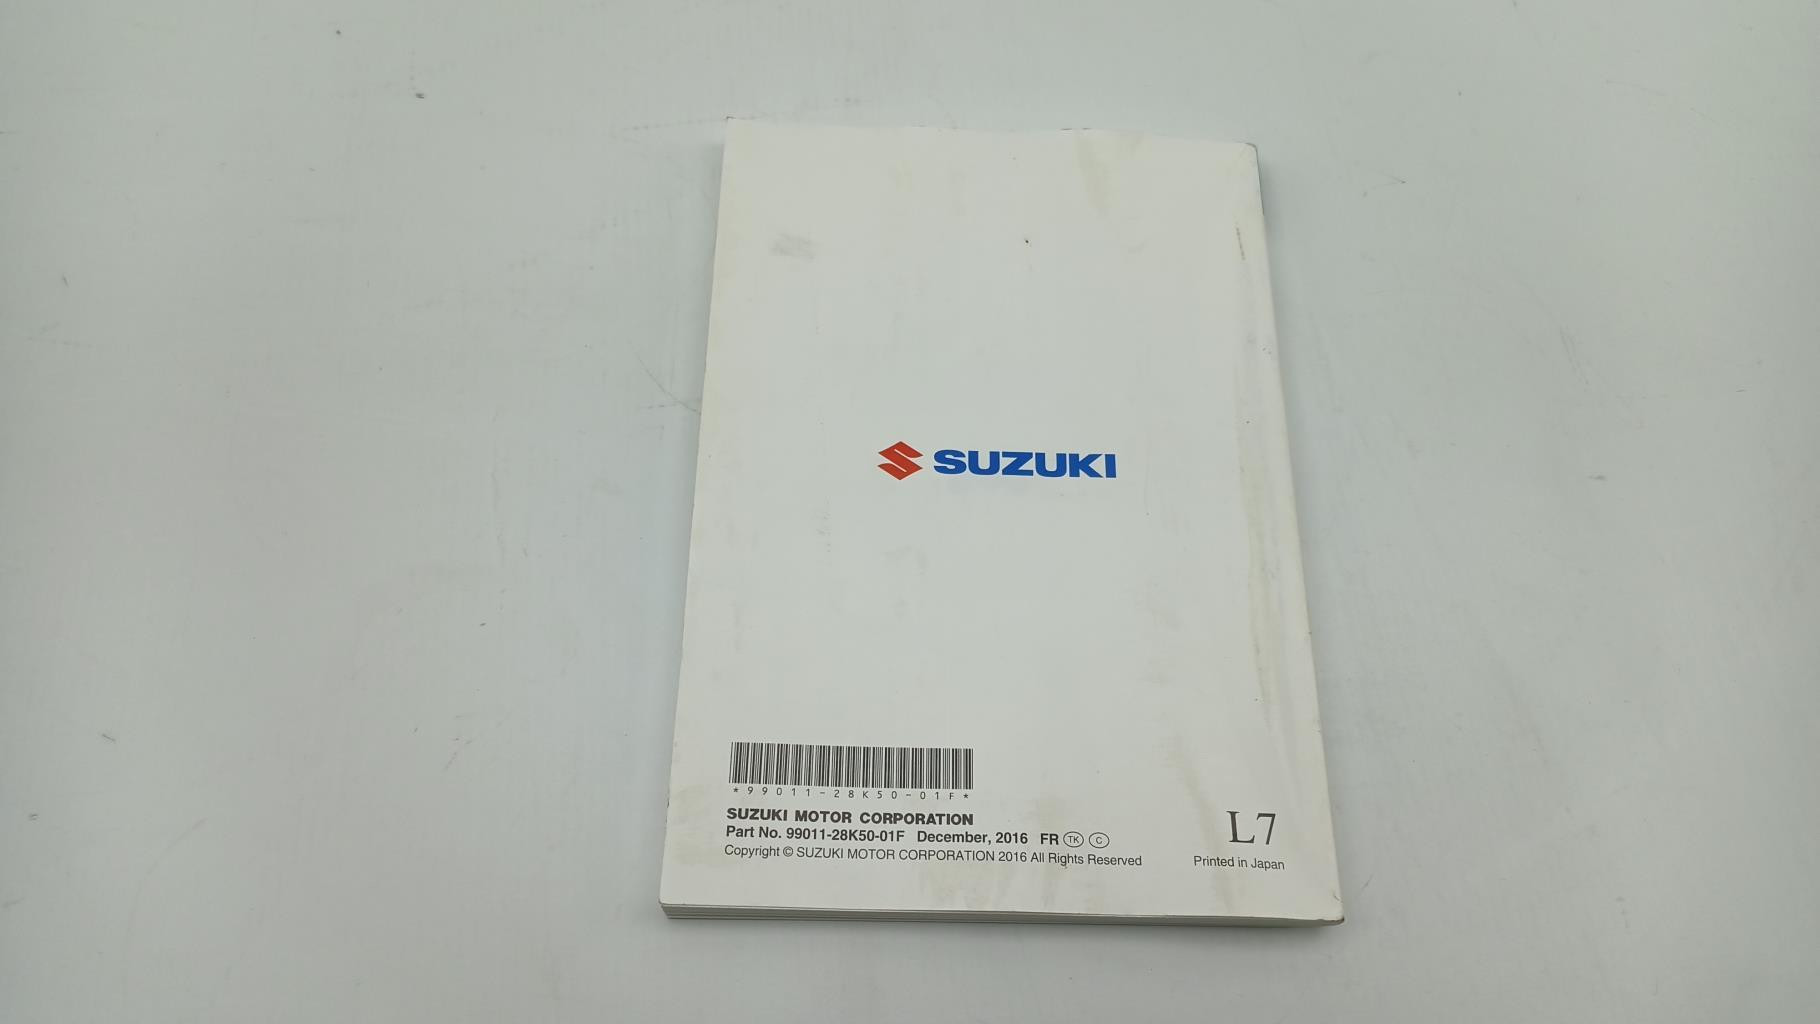 SUZUKI
*99011-28K50-01F*
SUZUKI MOTOR CORPORATION
Part No. 99011-28K50-01F December, 2016 FR TK C
Copyright © SUZUKI MOTOR CORPORATION 2016 All Rights Reserved
L7
Printed in Japan